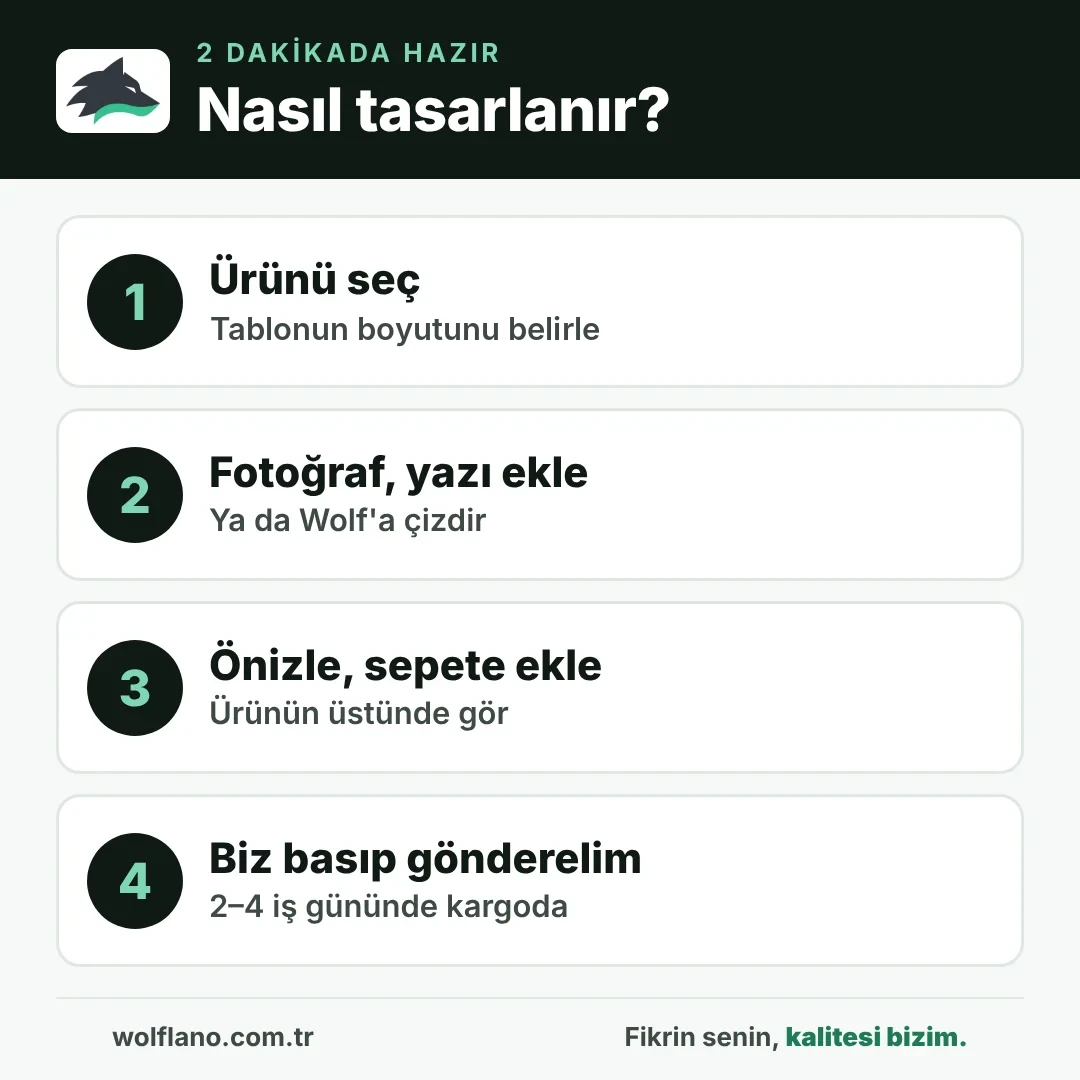 2 DAKİKADA HAZIR
Nasıl tasarlanır?
1
Ürünü seç
Tablonun boyutunu belirle
2
Fotoğraf, yazı ekle
Ya da Wolf'a çizdir
3
Önizle, sepete ekle
Ürünün üstünde gör
4
Biz basıp gönderelim
2–4 iş gününde kargoda
wolflano.com.tr
Fikrin senin, kalitesi bizim.